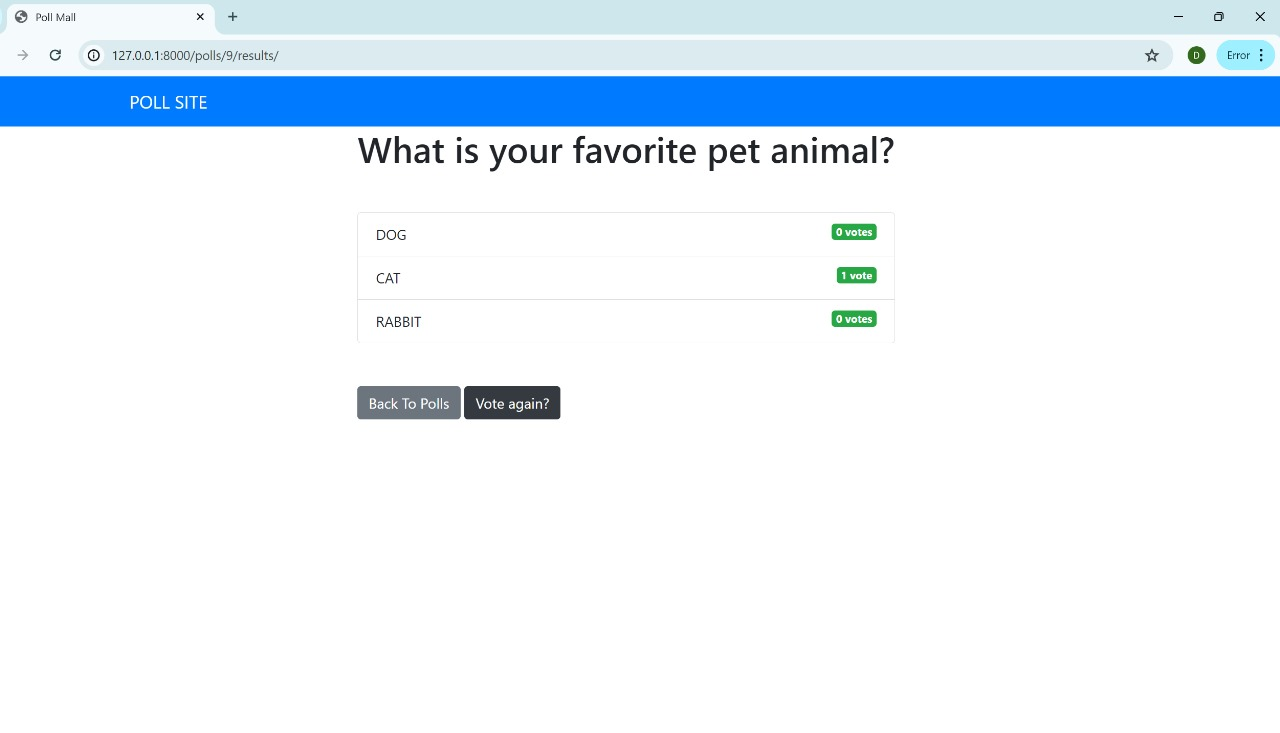 Poll Mall
127.0.0.1:8000/polls/9/results/
D
Error
POLL SITE
What is your favorite pet animal?
DOG 0 votes
CAT 1 vote
RABBIT 0 votes
Back To Polls Vote again?